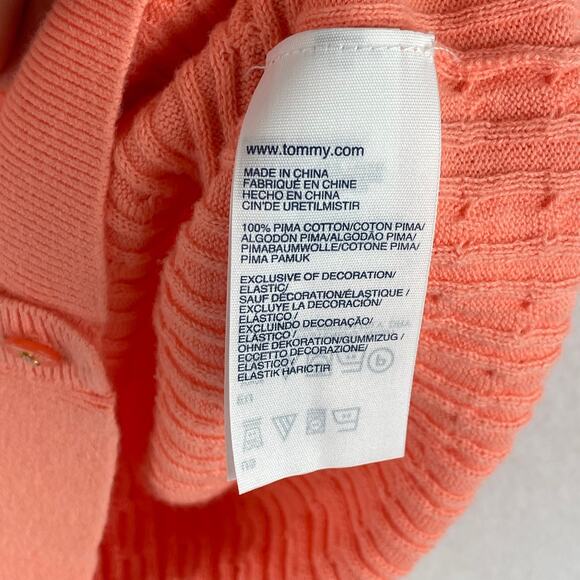 www.tommy.com
MADE IN CHINA
FABRIQUÉ EN CHINE
HECHO EN CHINA
CIN'DE URETILMISTIR
100% PIMA COTTON/COTON PIMA/
ALGODÓN PIMA/ALGODÃO PIMA/
PIMABAUMWOLLE/COTONE PIMA/
PIMA PAMUK
EXCLUSIVE OF DECORATION/
ELASTIC/
SAUF DÉCORATION/ÉLASTIQUE /
EXCLUYE LA DECORACIÓN/
ELÁSTICO /
EXCLUINDO DECORAÇÃO/
ELÁSTICO /
OHNE DEKORATION/GUMMIZUG /
ECCETTO DECORAZIONE/
ELASTICO /
ELASTIK HARICTIR